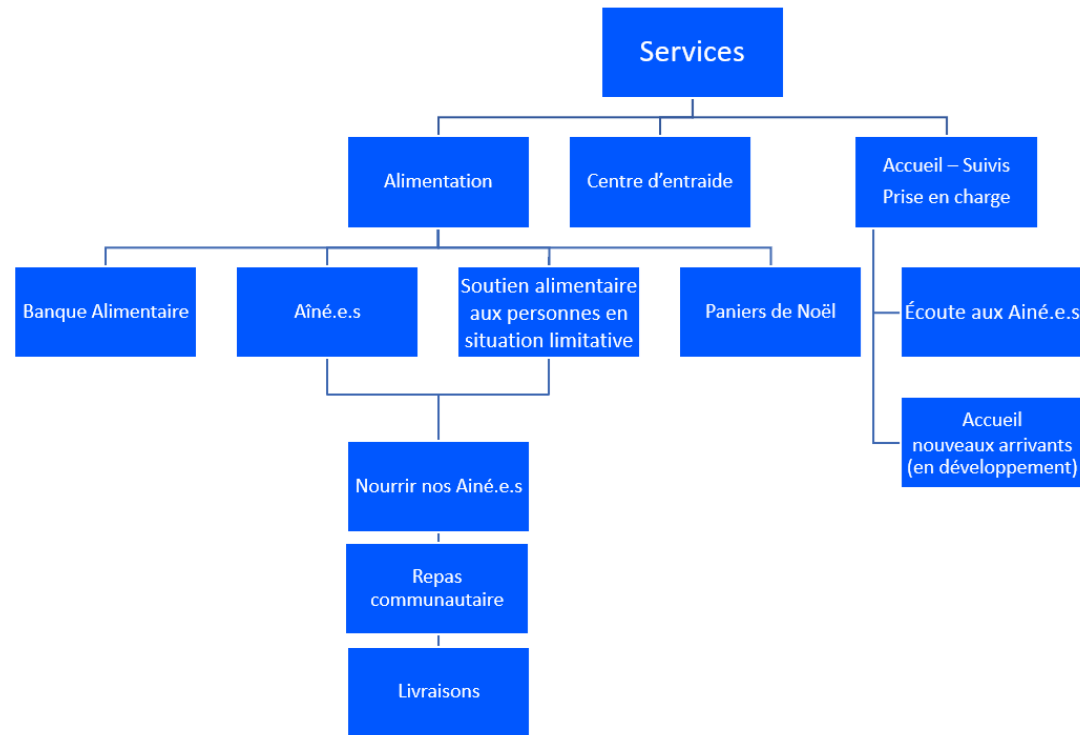 Services
Alimentation
Centre d’entraide
Accueil – Suivis
Prise en charge
Banque Alimentaire
Aîné.e.s
Soutien alimentaire
aux personnes en
situation limitative
Paniers de Noël
Écoute aux Ainé.e.s
Accueil
nouveaux arrivants
(en développement)
Nourrir nos Ainé.e.s
Repas
communautaire
Livraisons